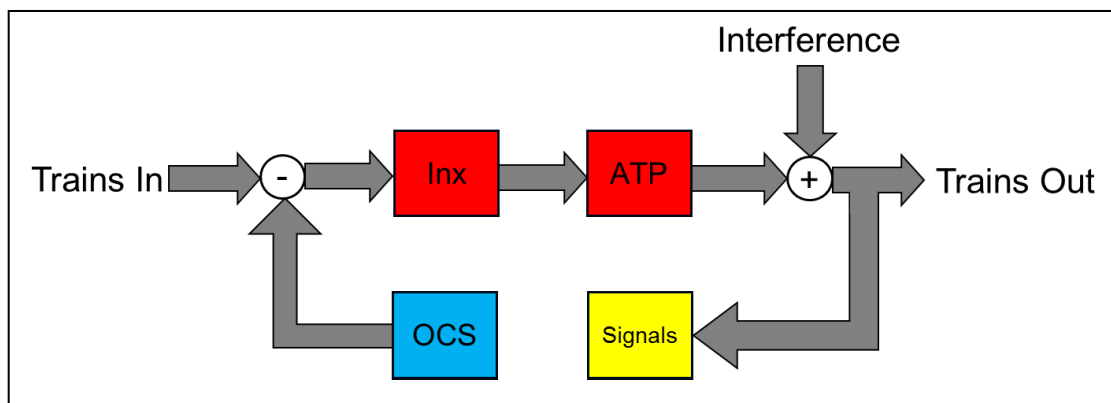 Interference
Trains In
-
Inx
ATP
+
Trains Out
OCS
Signals